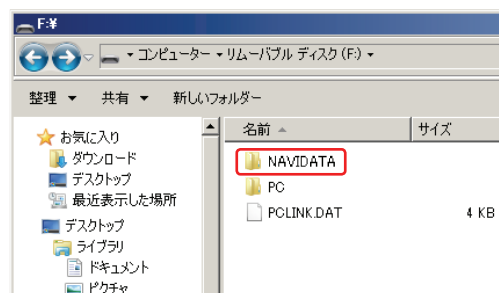 F:¥
コンピューター リムーバブル ディスク (F:)
整理 共有 新しいフォルダー
お気に入り
ダウンロード
デスクトップ
最近表示した場所
デスクトップ
ライブラリ
ドキュメント
ピクチャ
名前 サイズ
NAVIDATA
PC
PCLINK.DAT 4 KB